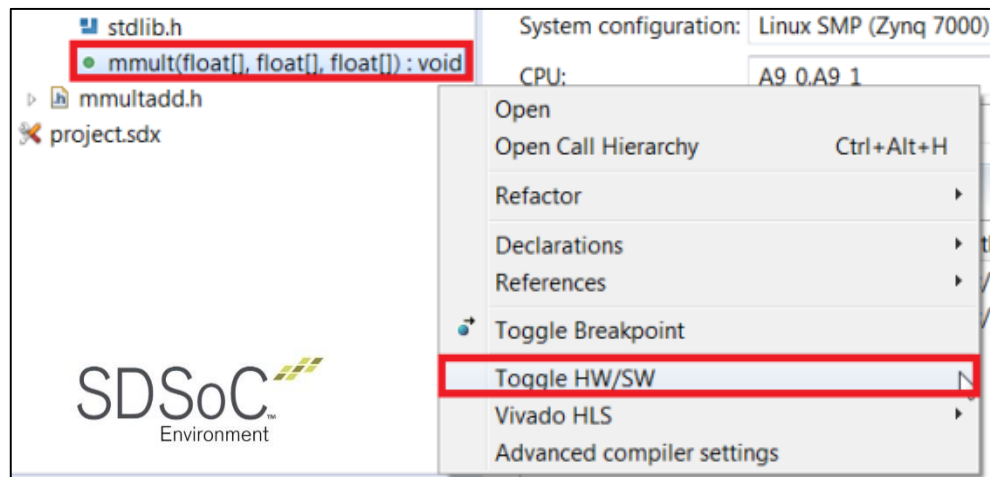 stdlib.h
mmult(float[], float[], float[]) : void
mmultadd.h
project.sdx
System configuration: Linux SMP (Zynq 7000)
CPU: A9_0,A9_1
Open
Open Call Hierarchy Ctrl+Alt+H
Refactor
Declarations
References
Toggle Breakpoint
Toggle HW/SW
Vivado HLS
Advanced compiler settings
SDSoC™
Environment